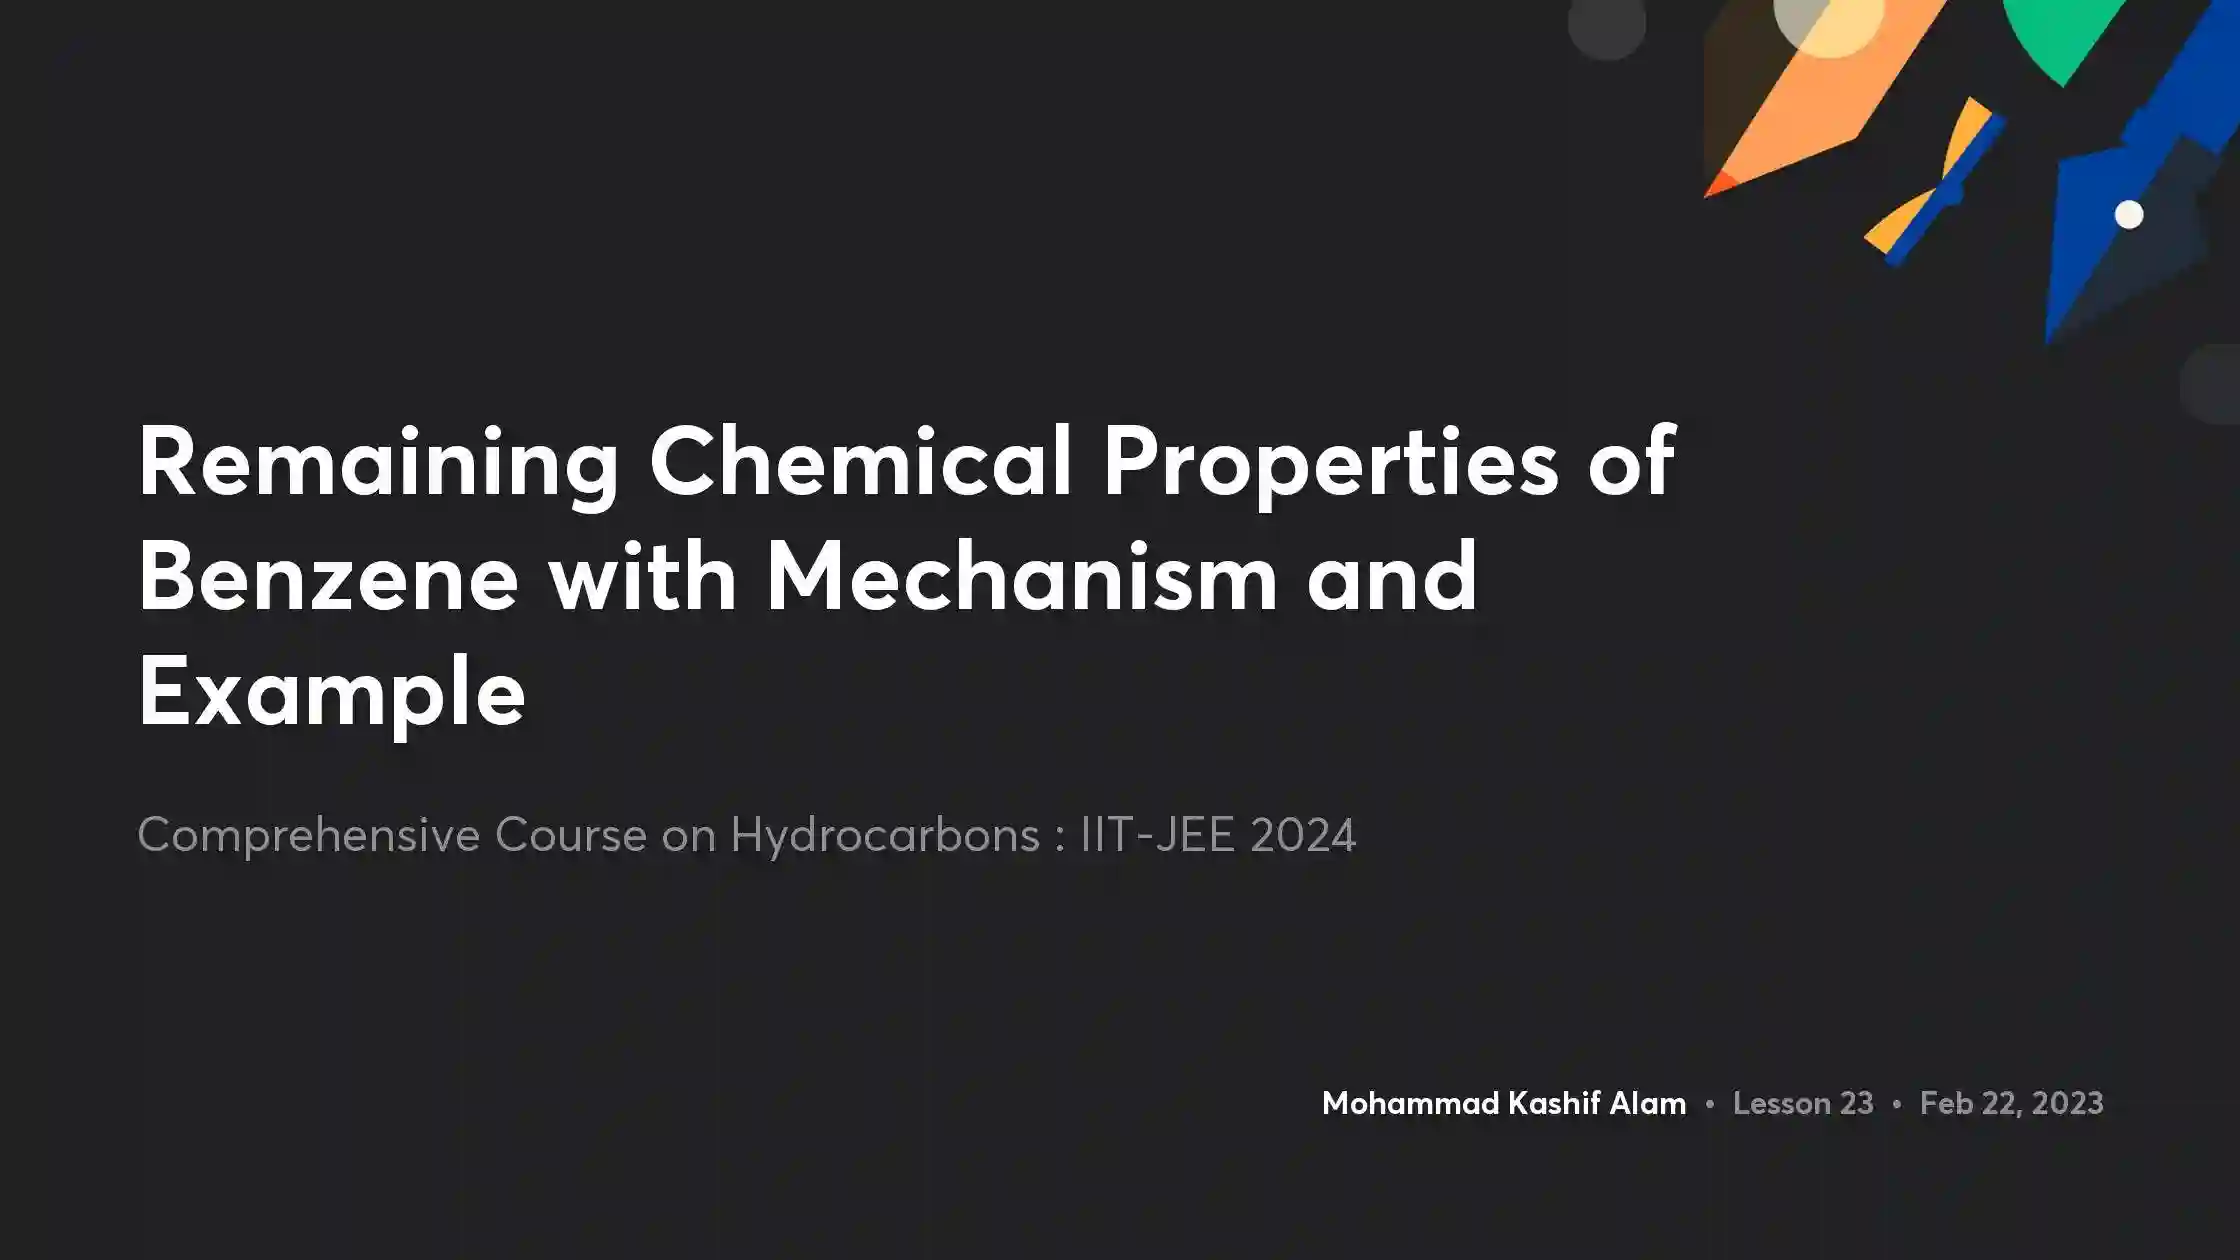 Remaining Chemical Properties of
Benzene with Mechanism and
Example
Comprehensive Course on Hydrocarbons : IIT-JEE 2024
Mohammad Kashif Alam • Lesson 23 • Feb 22, 2023